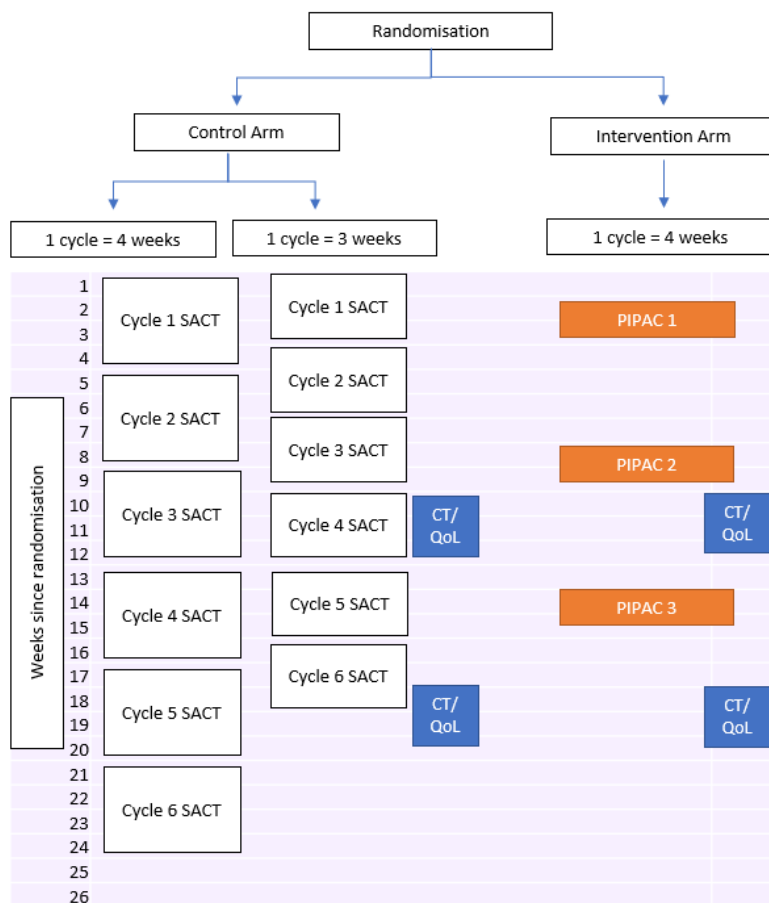 Randomisation
Control Arm
Intervention Arm
1 cycle = 4 weeks
1 cycle = 3 weeks
1 cycle = 4 weeks
Weeks since randomisation
1
2
3
4
5
6
7
8
9
10
11
12
13
14
15
16
17
18
19
20
21
22
23
24
25
26
Cycle 1 SACT
Cycle 2 SACT
Cycle 3 SACT
Cycle 4 SACT
Cycle 5 SACT
Cycle 6 SACT
Cycle 1 SACT
Cycle 2 SACT
Cycle 3 SACT
Cycle 4 SACT
Cycle 5 SACT
Cycle 6 SACT
CT/
QoL
CT/
QoL
PIPAC 1
PIPAC 2
PIPAC 3
CT/
QoL
CT/
QoL